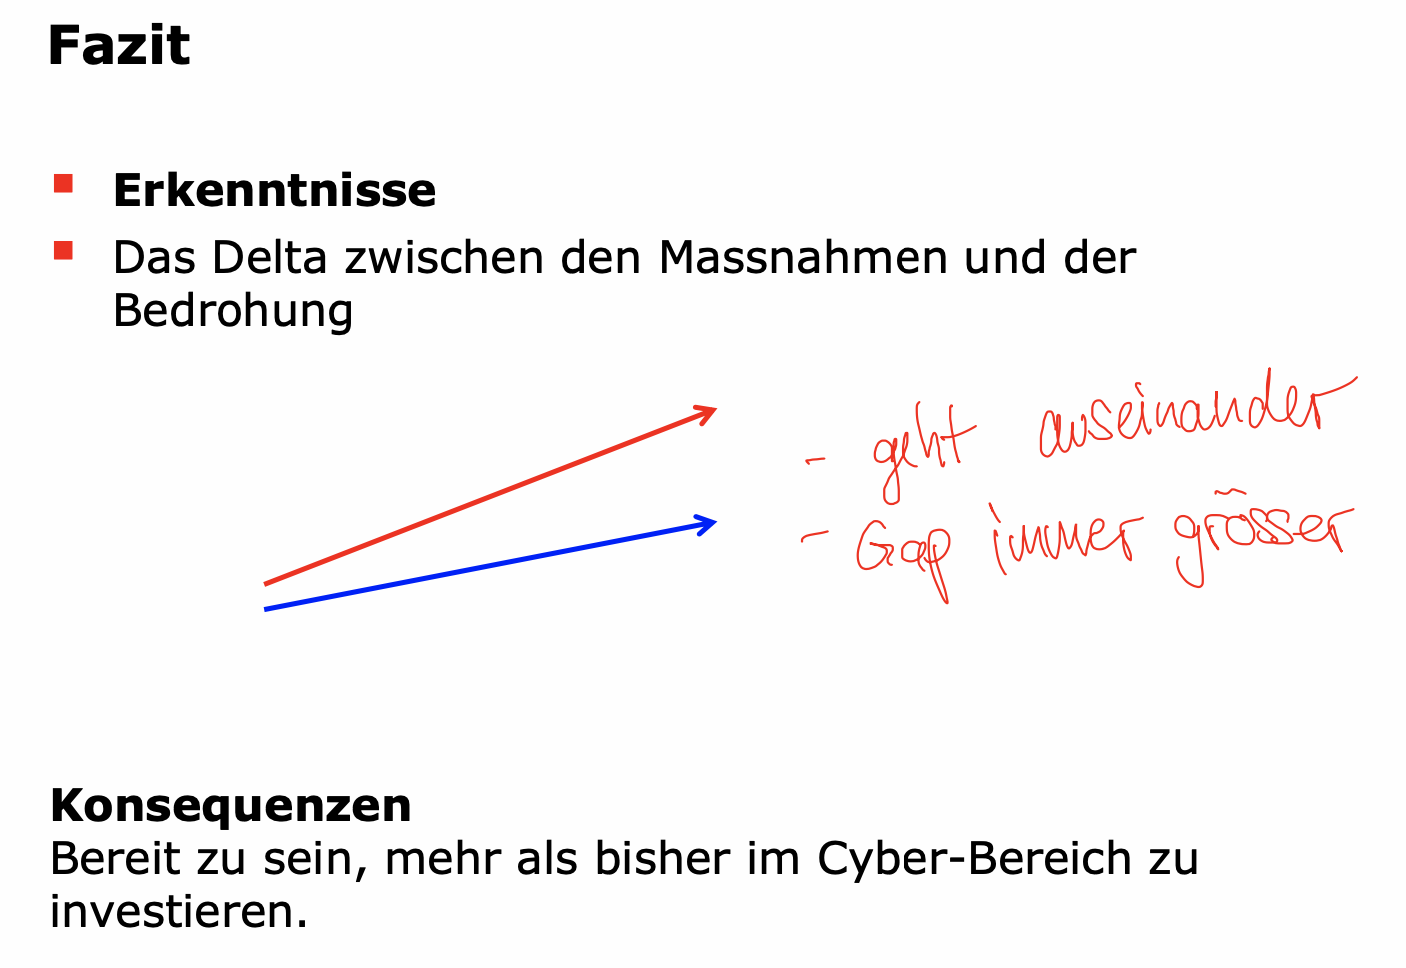 Fazit
Erkenntnisse
Das Delta zwischen den Massnahmen und der
Bedrohung
- geht auseinander
- Gap immer grösser
Konsequenzen
Bereit zu sein, mehr als bisher im Cyber-Bereich zu
investieren.